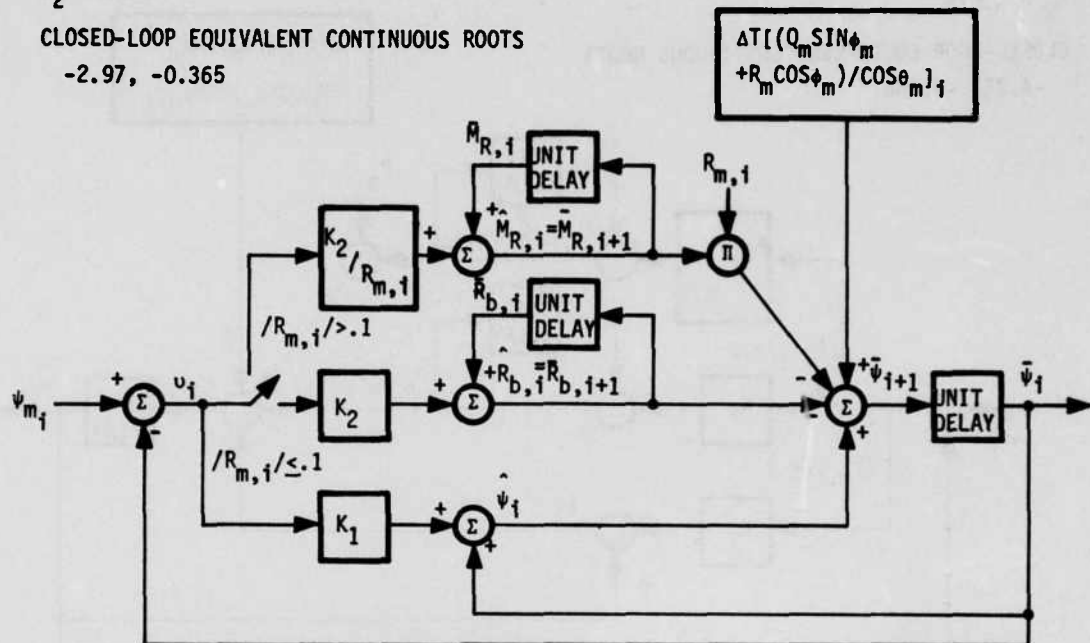 2
CLOSED-LOOP EQUIVALENT CONTINUOUS ROOTS
-2.97, -0.365
ΔT[((Q_m SINϕ_m
+R_m COSϕ_m)/COSθ_m]_i
M̄_R,i
UNIT
DELAY
R_m,i
K_2
/R_m,i
+
+
Σ
M̂_R,i=M̄_R,i+1
Π
R̄_b,i
UNIT
DELAY
/R_m,i/>.1
+R̂_b,i=R̄_b,i+1
-
+
ψ̄_i+1
ψ̄_i
ψ_m_i
+
Σ
-
υ_i
K_2
+
Σ
-
Σ
+
UNIT
DELAY
/R_m,i/≤.1
K_1
+
Σ
+
ψ̂_i